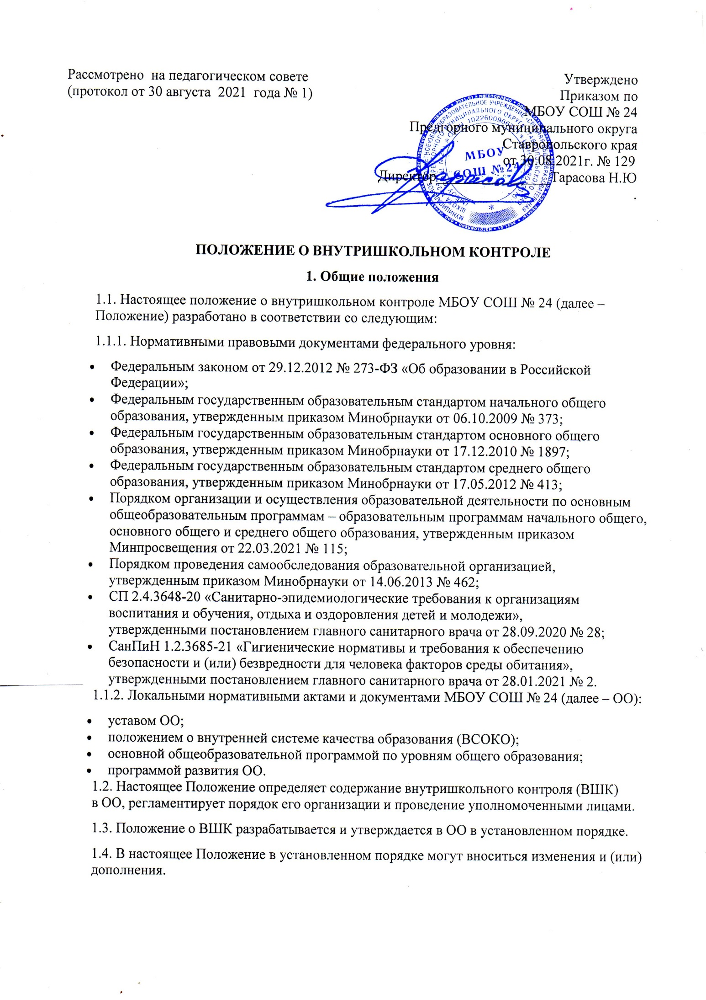 Рассмотрено на педагогическом совете
(протокол от 30 августа 2021 года № 1)
Утверждено
Приказом по
МБОУ СОШ № 24
Предгорного муниципального округа
Ставропольского края
от 30.08.2021г. № 129
Директор Тарасова Н.Ю
.
МБОУ
СОШ №24
ПОЛОЖЕНИЕ О ВНУТРИШКОЛЬНОМ КОНТРОЛЕ
1. Общие положения
1.1. Настоящее положение о внутришкольном контроле МБОУ СОШ № 24 (далее –
Положение) разработано в соответствии со следующим:
1.1.1. Нормативными правовыми документами федерального уровня:
• Федеральным законом от 29.12.2012 № 273-ФЗ «Об образовании в Российской
Федерации»;
• Федеральным государственным образовательным стандартом начального общего
образования, утвержденным приказом Минобрнауки от 06.10.2009 № 373;
• Федеральным государственным образовательным стандартом основного общего
образования, утвержденным приказом Минобрнауки от 17.12.2010 № 1897;
• Федеральным государственным образовательным стандартом среднего общего
образования, утвержденным приказом Минобрнауки от 17.05.2012 № 413;
• Порядком организации и осуществления образовательной деятельности по основным
общеобразовательным программам – образовательным программам начального общего,
основного общего и среднего общего образования, утвержденным приказом
Минпросвещения от 22.03.2021 № 115;
• Порядком проведения самообследования образовательной организацией,
утвержденным приказом Минобрнауки от 14.06.2013 № 462;
• СП 2.4.3648-20 «Санитарно-эпидемиологические требования к организациям
воспитания и обучения, отдыха и оздоровления детей и молодежи»,
утвержденными постановлением главного санитарного врача от 28.09.2020 № 28;
• СанПиН 1.2.3685-21 «Гигиенические нормативы и требования к обеспечению
безопасности и (или) безвредности для человека факторов среды обитания»,
утвержденными постановлением главного санитарного врача от 28.01.2021 № 2.
1.1.2. Локальными нормативными актами и документами МБОУ СОШ № 24 (далее – ОО):
• уставом ОО;
• положением о внутренней системе качества образования (ВСОКО);
• основной общеобразовательной программой по уровням общего образования;
• программой развития ОО.
1.2. Настоящее Положение определяет содержание внутришкольного контроля (ВШК)
в ОО, регламентирует порядок его организации и проведение уполномоченными лицами.
1.3. Положение о ВШК разрабатывается и утверждается в ОО в установленном порядке.
1.4. В настоящее Положение в установленном порядке могут вноситься изменения и (или)
дополнения.